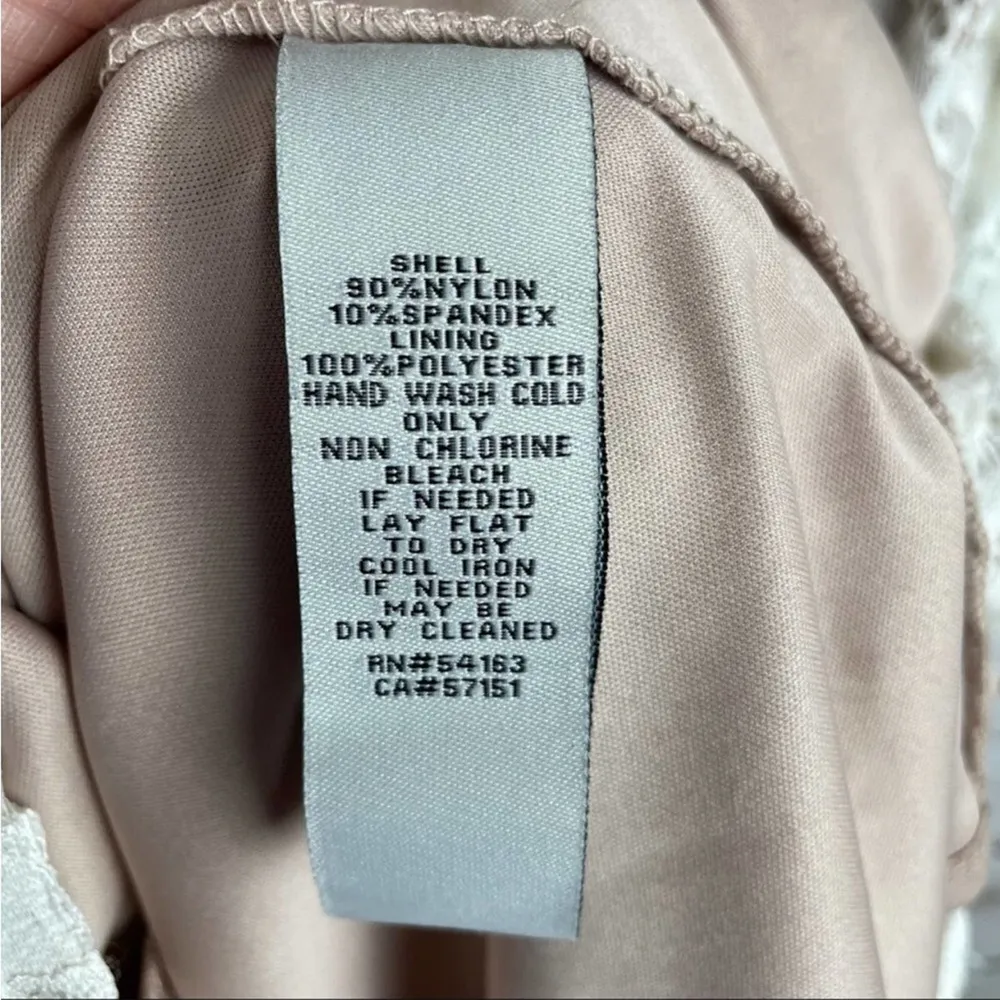 SHELL
90%NYLON
10%SPANDEX
LINING
100%POLYESTER
HAND WASH COLD
ONLY
NON CHLORINE
BLEACH
IF NEEDED
LAY FLAT
TO DRY
COOL IRON
IF NEEDED
MAY BE
DRY CLEANED
RN#54163
CA#57151